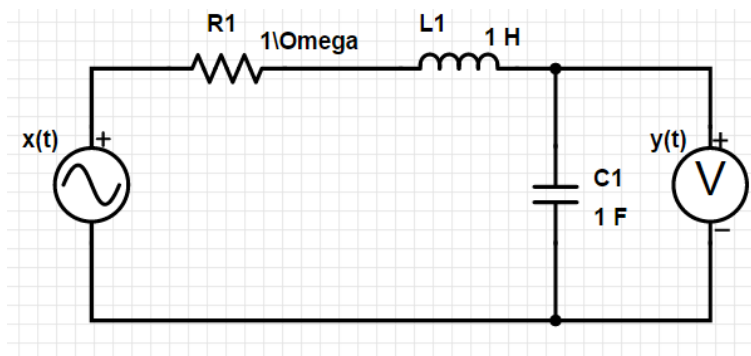 R1
1\Omega
L1
1 H
x(t)
+
C1
1 F
y(t)
+
V
−